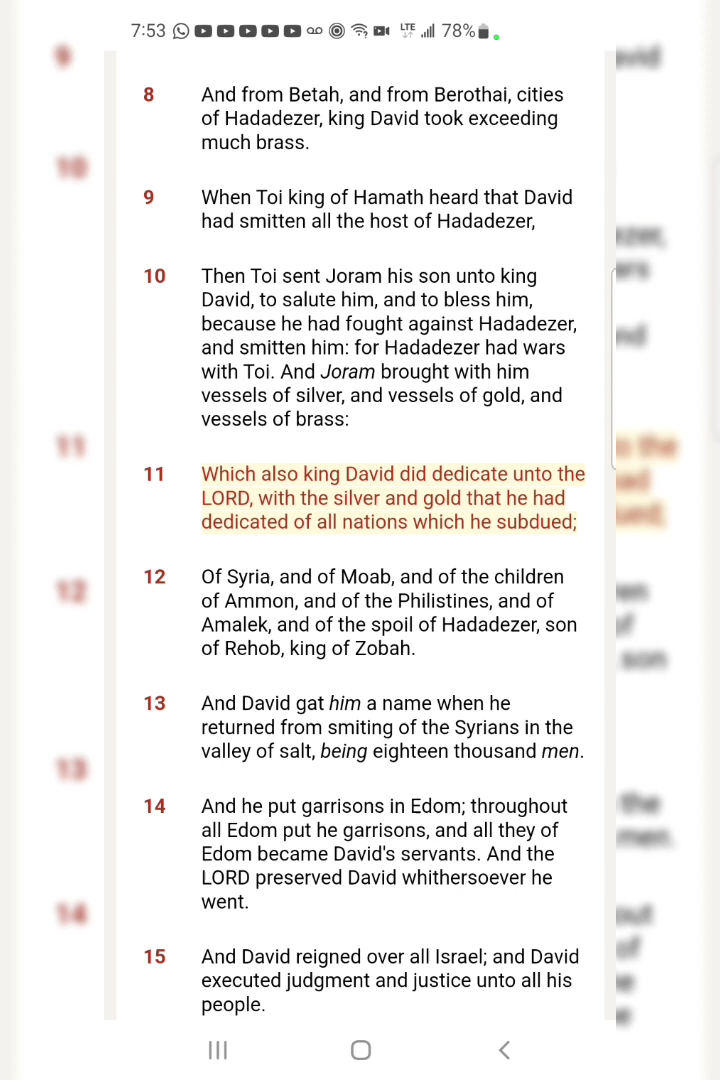 7:53 LTE 78%
8 And from Betah, and from Berothai, cities
of Hadadezer, king David took exceeding
much brass.
9 When Toi king of Hamath heard that David
had smitten all the host of Hadadezer,
10 Then Toi sent Joram his son unto king
David, to salute him, and to bless him,
because he had fought against Hadadezer,
and smitten him: for Hadadezer had wars
with Toi. And Joram brought with him
vessels of silver, and vessels of gold, and
vessels of brass:
11 Which also king David did dedicate unto the
LORD, with the silver and gold that he had
dedicated of all nations which he subdued;
12 Of Syria, and of Moab, and of the children
of Ammon, and of the Philistines, and of
Amalek, and of the spoil of Hadadezer, son
of Rehob, king of Zobah.
13 And David gat him a name when he
returned from smiting of the Syrians in the
valley of salt, being eighteen thousand men.
14 And he put garrisons in Edom; throughout
all Edom put he garrisons, and all they of
Edom became David's servants. And the
LORD preserved David whithersoever he
went.
15 And David reigned over all Israel; and David
executed judgment and justice unto all his
people.